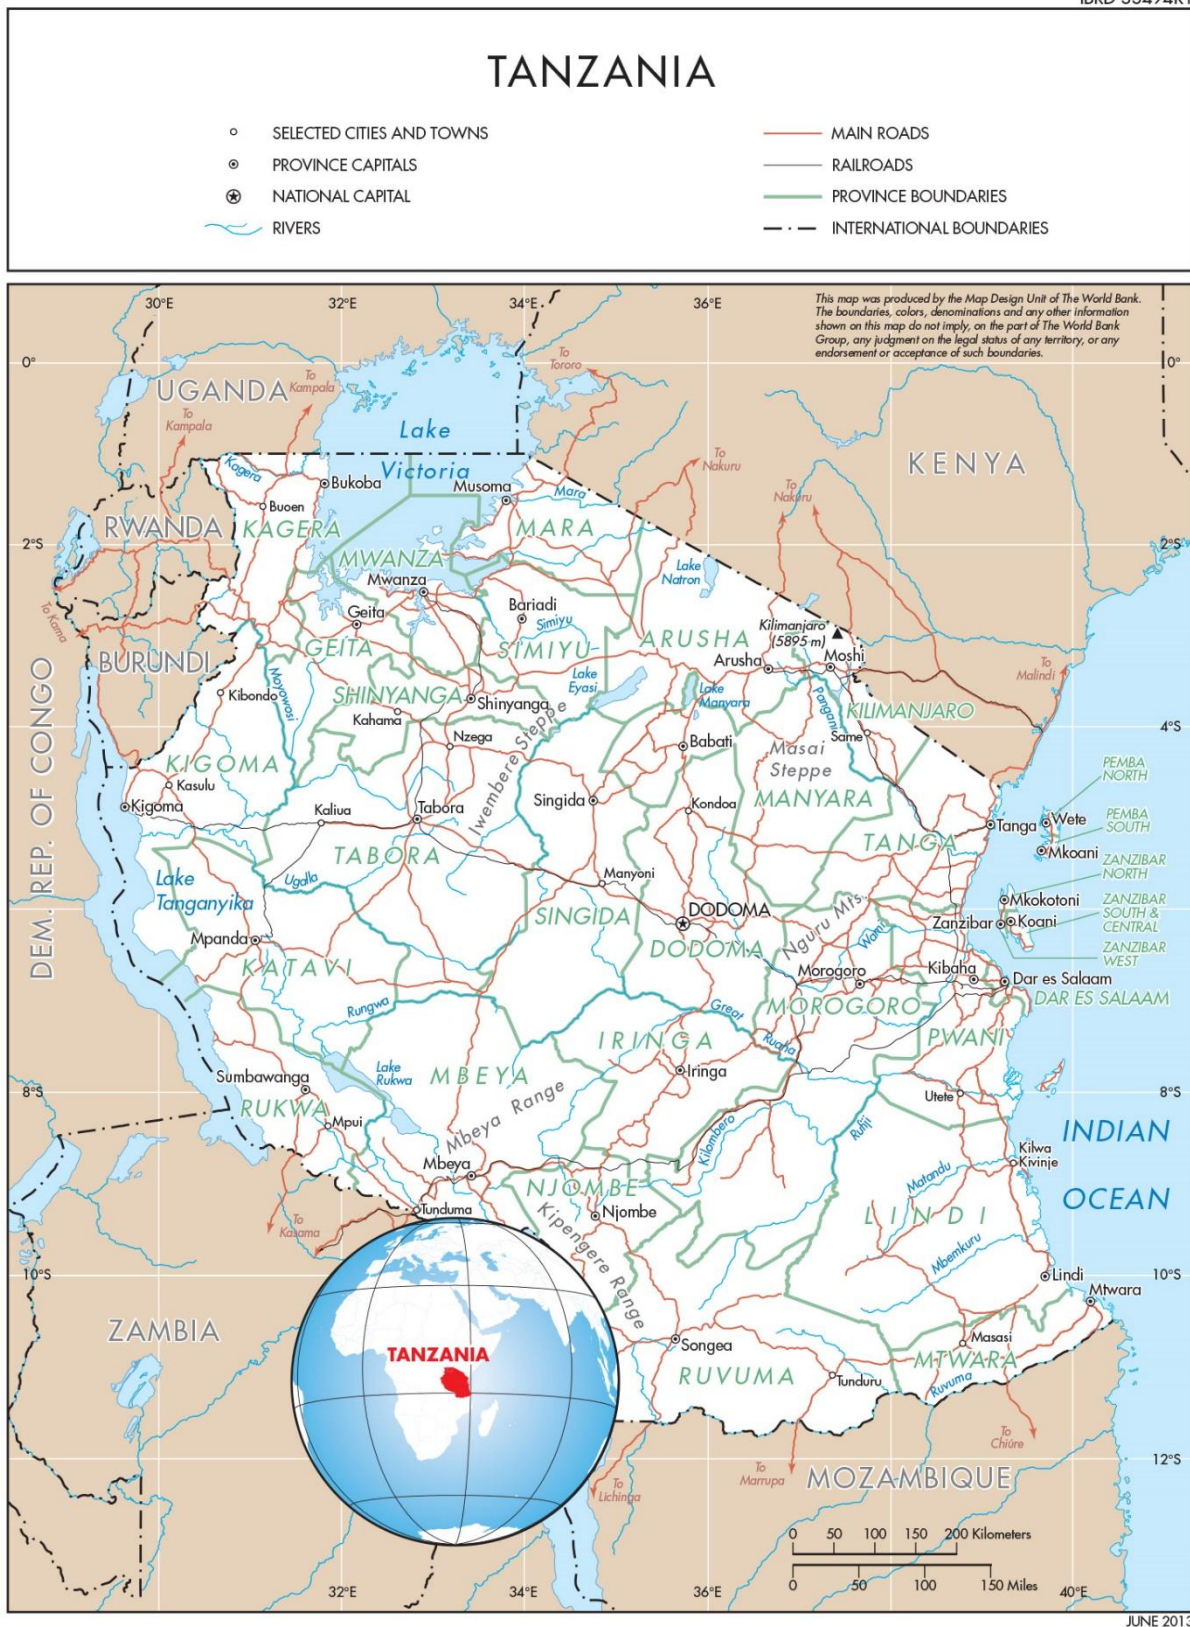 TANZANIA
SELECTED CITIES AND TOWNS
PROVINCE CAPITALS
NATIONAL CAPITAL
RIVERS
MAIN ROADS
RAILROADS
PROVINCE BOUNDARIES
INTERNATIONAL BOUNDARIES
30°E
32°E
34°E
36°E
This map was produced by the Map Design Unit of The World Bank.
The boundaries, colors, denominations and any other information
shown on this map do not imply, on the part of The World Bank
Group, any judgment on the legal status of any territory, or any
endorsement or acceptance of such boundaries.
0°
0°
To
Tororo
UGANDA
To
Kampala
To
Kampala
Lake
Victoria
KENYA
To
Nakuru
To
Nakuru
Kagera
Bukoba
Musoma
Mara
Buoen
RWANDA
KAGERA
MARA
2°S
2°S
MWANZA
Lake
Natron
Mwanza
To Kama
Geita
Bariadi
Simiyu
Kilimanjaro
(5895 m)
ARUSHA
GEITA
SIMIYU
BURUNDI
Arusha
Moshi
To
Malindi
Kibondo
Moyowosi
SHINYANGA
Shinyanga
Lake
Eyasi
Lake
Manyara
Pangani
KILIMANJARO
Kahama
4°S
Nzega
Iwembere Steppe
Babati
Masai
Steppe
Same
KIGOMA
Kasulu
PEMBA
NORTH
Kigoma
Kaliua
Tabora
Singida
Kondoa
MANYARA
Tanga
Wete
PEMBA
SOUTH
TANGA
Mkoani
TABORA
DEM. REP. OF CONGO
Lake
Tanganyika
Ugalla
Manyoni
ZANZIBAR
NORTH
Mkokotoni
SINGIDA
DODOMA
Nguru Mts.
Zanzibar
Koani
ZANZIBAR
SOUTH &
CENTRAL
Mpanda
DODOMA
Wami
ZANZIBAR
WEST
KATAVI
Morogoro
Kibaha
Dar es Salaam
DAR ES SALAAM
Rungwa
Great
Ruaha
MOROGORO
IRINGA
PWANI
Lake
Rukwa
MBEYA
Iringa
Sumbawanga
8°S
8°S
Utete
RUKWA
Mpui
Mbeya Range
Kilombero
Rufiji
INDIAN
OCEAN
Mbeya
Kilwa
Kivinje
Matandu
NJOMBE
Tunduma
Njombe
LINDI
To
Kasama
Kipengere Range
Mbemkuru
10°S
10°S
Lindi
Mtwara
ZAMBIA
Songea
Masasi
TANZANIA
RUVUMA
Tunduru
MTWARA
Ruvuma
To
Chiúre
12°S
To
Marrupa
MOZAMBIQUE
To
Lichinga
0 50 100 150 200 Kilometers
0 50 100 150 Miles
32°E
34°E
36°E
40°E
JUNE 2013